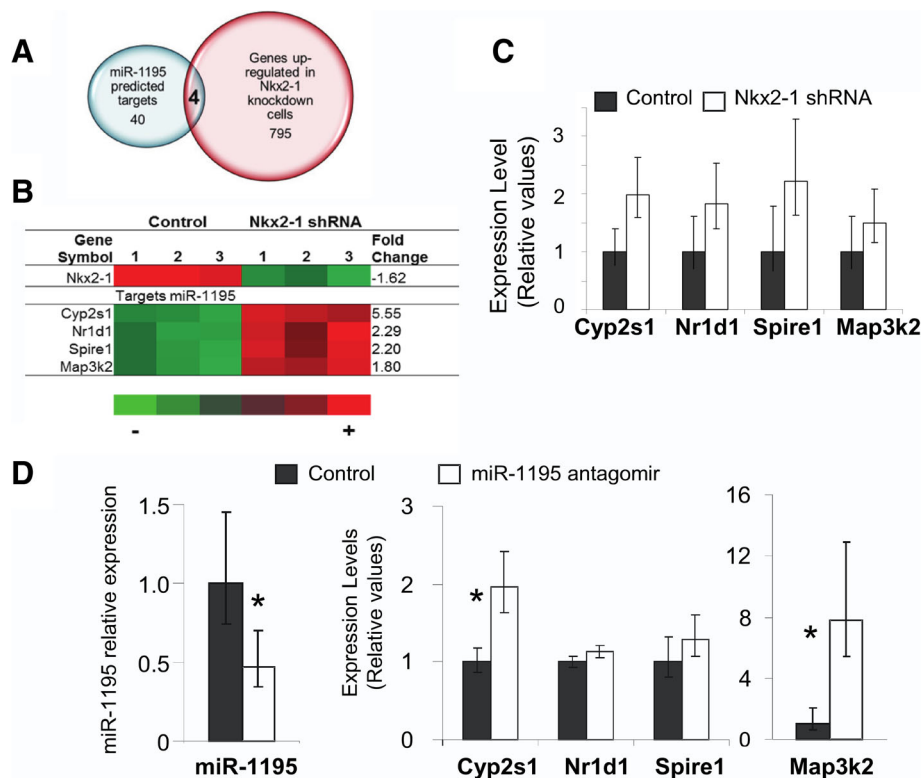 A
miR-1195
predicted
targets
40
4
Genes up-
regulated in
Nkx2-1
knockdown
cells
795
B
Control Nkx2-1 shRNA
Gene Symbol 1 2 3 1 2 3 Fold Change
Nkx2-1 -1.62
Targets miR-1195
Cyp2s1 5.55
Nr1d1 2.29
Spire1 2.20
Map3k2 1.80
- +
C
Control Nkx2-1 shRNA
Expression Level
(Relative values)
3
2
1
0
Cyp2s1 Nr1d1 Spire1 Map3k2
D
Control miR-1195 antagomir
miR-1195 relative expression
1.5
1.0
0.5
0
*
miR-1195
Expression Levels
(Relative values)
3
2
1
0
*
Cyp2s1 Nr1d1 Spire1
16
12
8
4
0
*
Map3k2